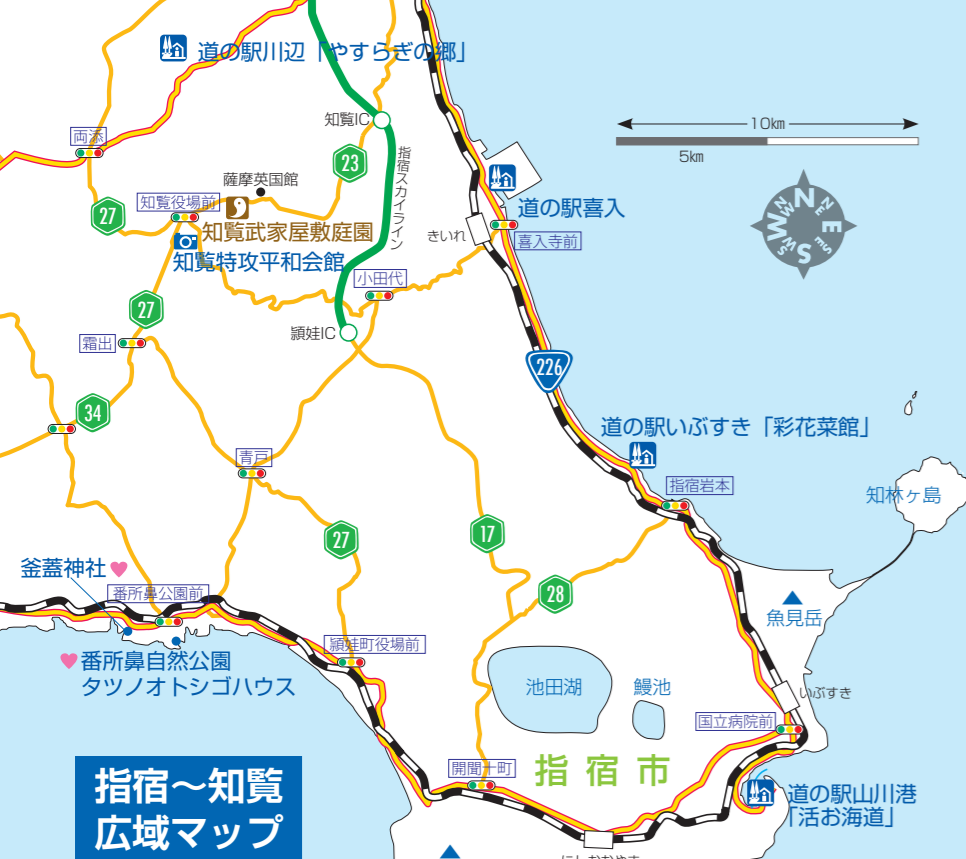 道の駅川辺「やすらぎの郷」
知覧IC
10km
5km
両添
23
指宿スカイライン
薩摩英国館
知覧役場前
27
知覧武家屋敷庭園
知覧特攻平和会館
道の駅喜入
きいれ
喜入寺前
N
NE
E
SE
S
SW
W
NW
小田代
27
頴娃IC
霜出
226
34
道の駅いぶすき「彩花菜館」
青戸
指宿岩本
知林ヶ島
27
17
釜蓋神社
番所鼻公園前
28
魚見岳
頴娃町役場前
番所鼻自然公園
タツノオトシゴハウス
池田湖
鰻池
いぶすき
国立病院前
開聞十町
指宿市
道の駅山川港
「活お海道」
指宿～知覧
広域マップ